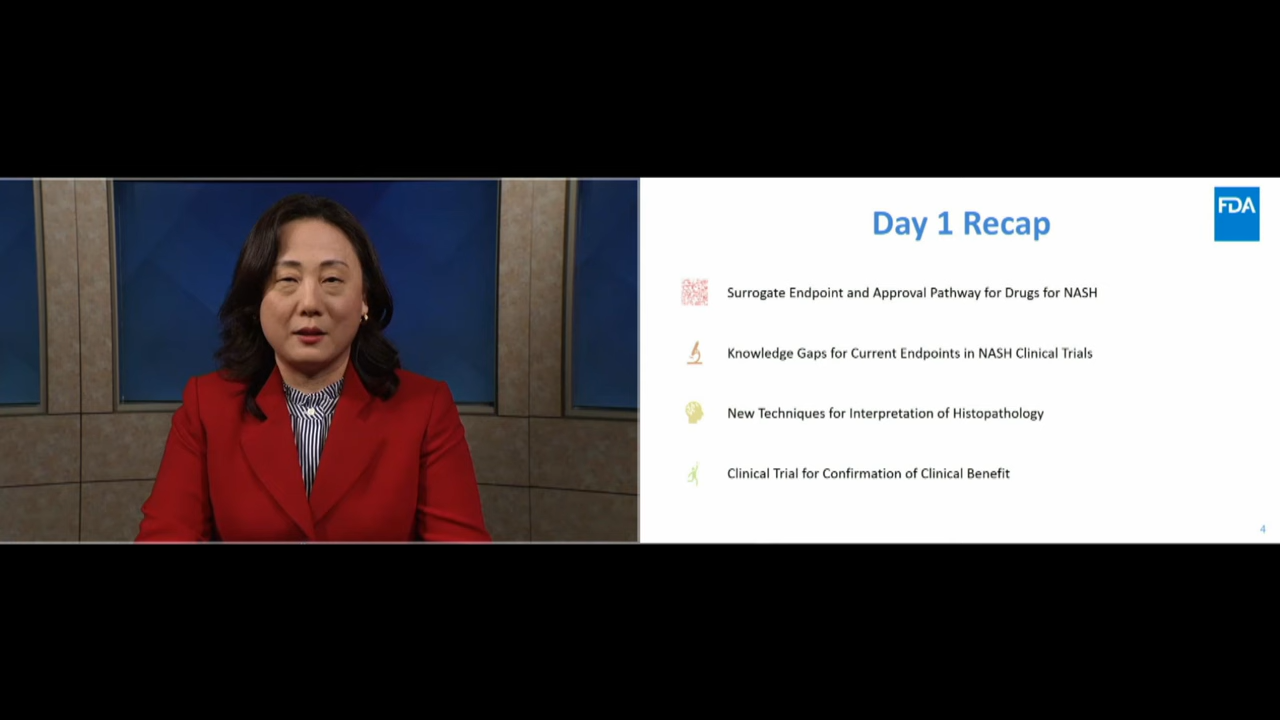 Day 1 Recap
FDA
Surrogate Endpoint and Approval Pathway for Drugs for NASH
Knowledge Gaps for Current Endpoints in NASH Clinical Trials
New Techniques for Interpretation of Histopathology
Clinical Trial for Confirmation of Clinical Benefit
4